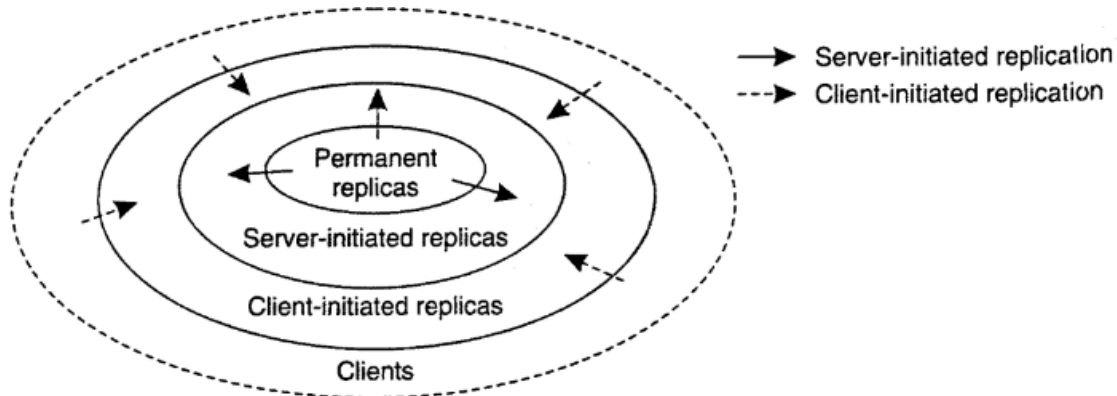 Server-initiated replication
Client-initiated replication
Permanent
replicas
Server-initiated replicas
Client-initiated replicas
Clients